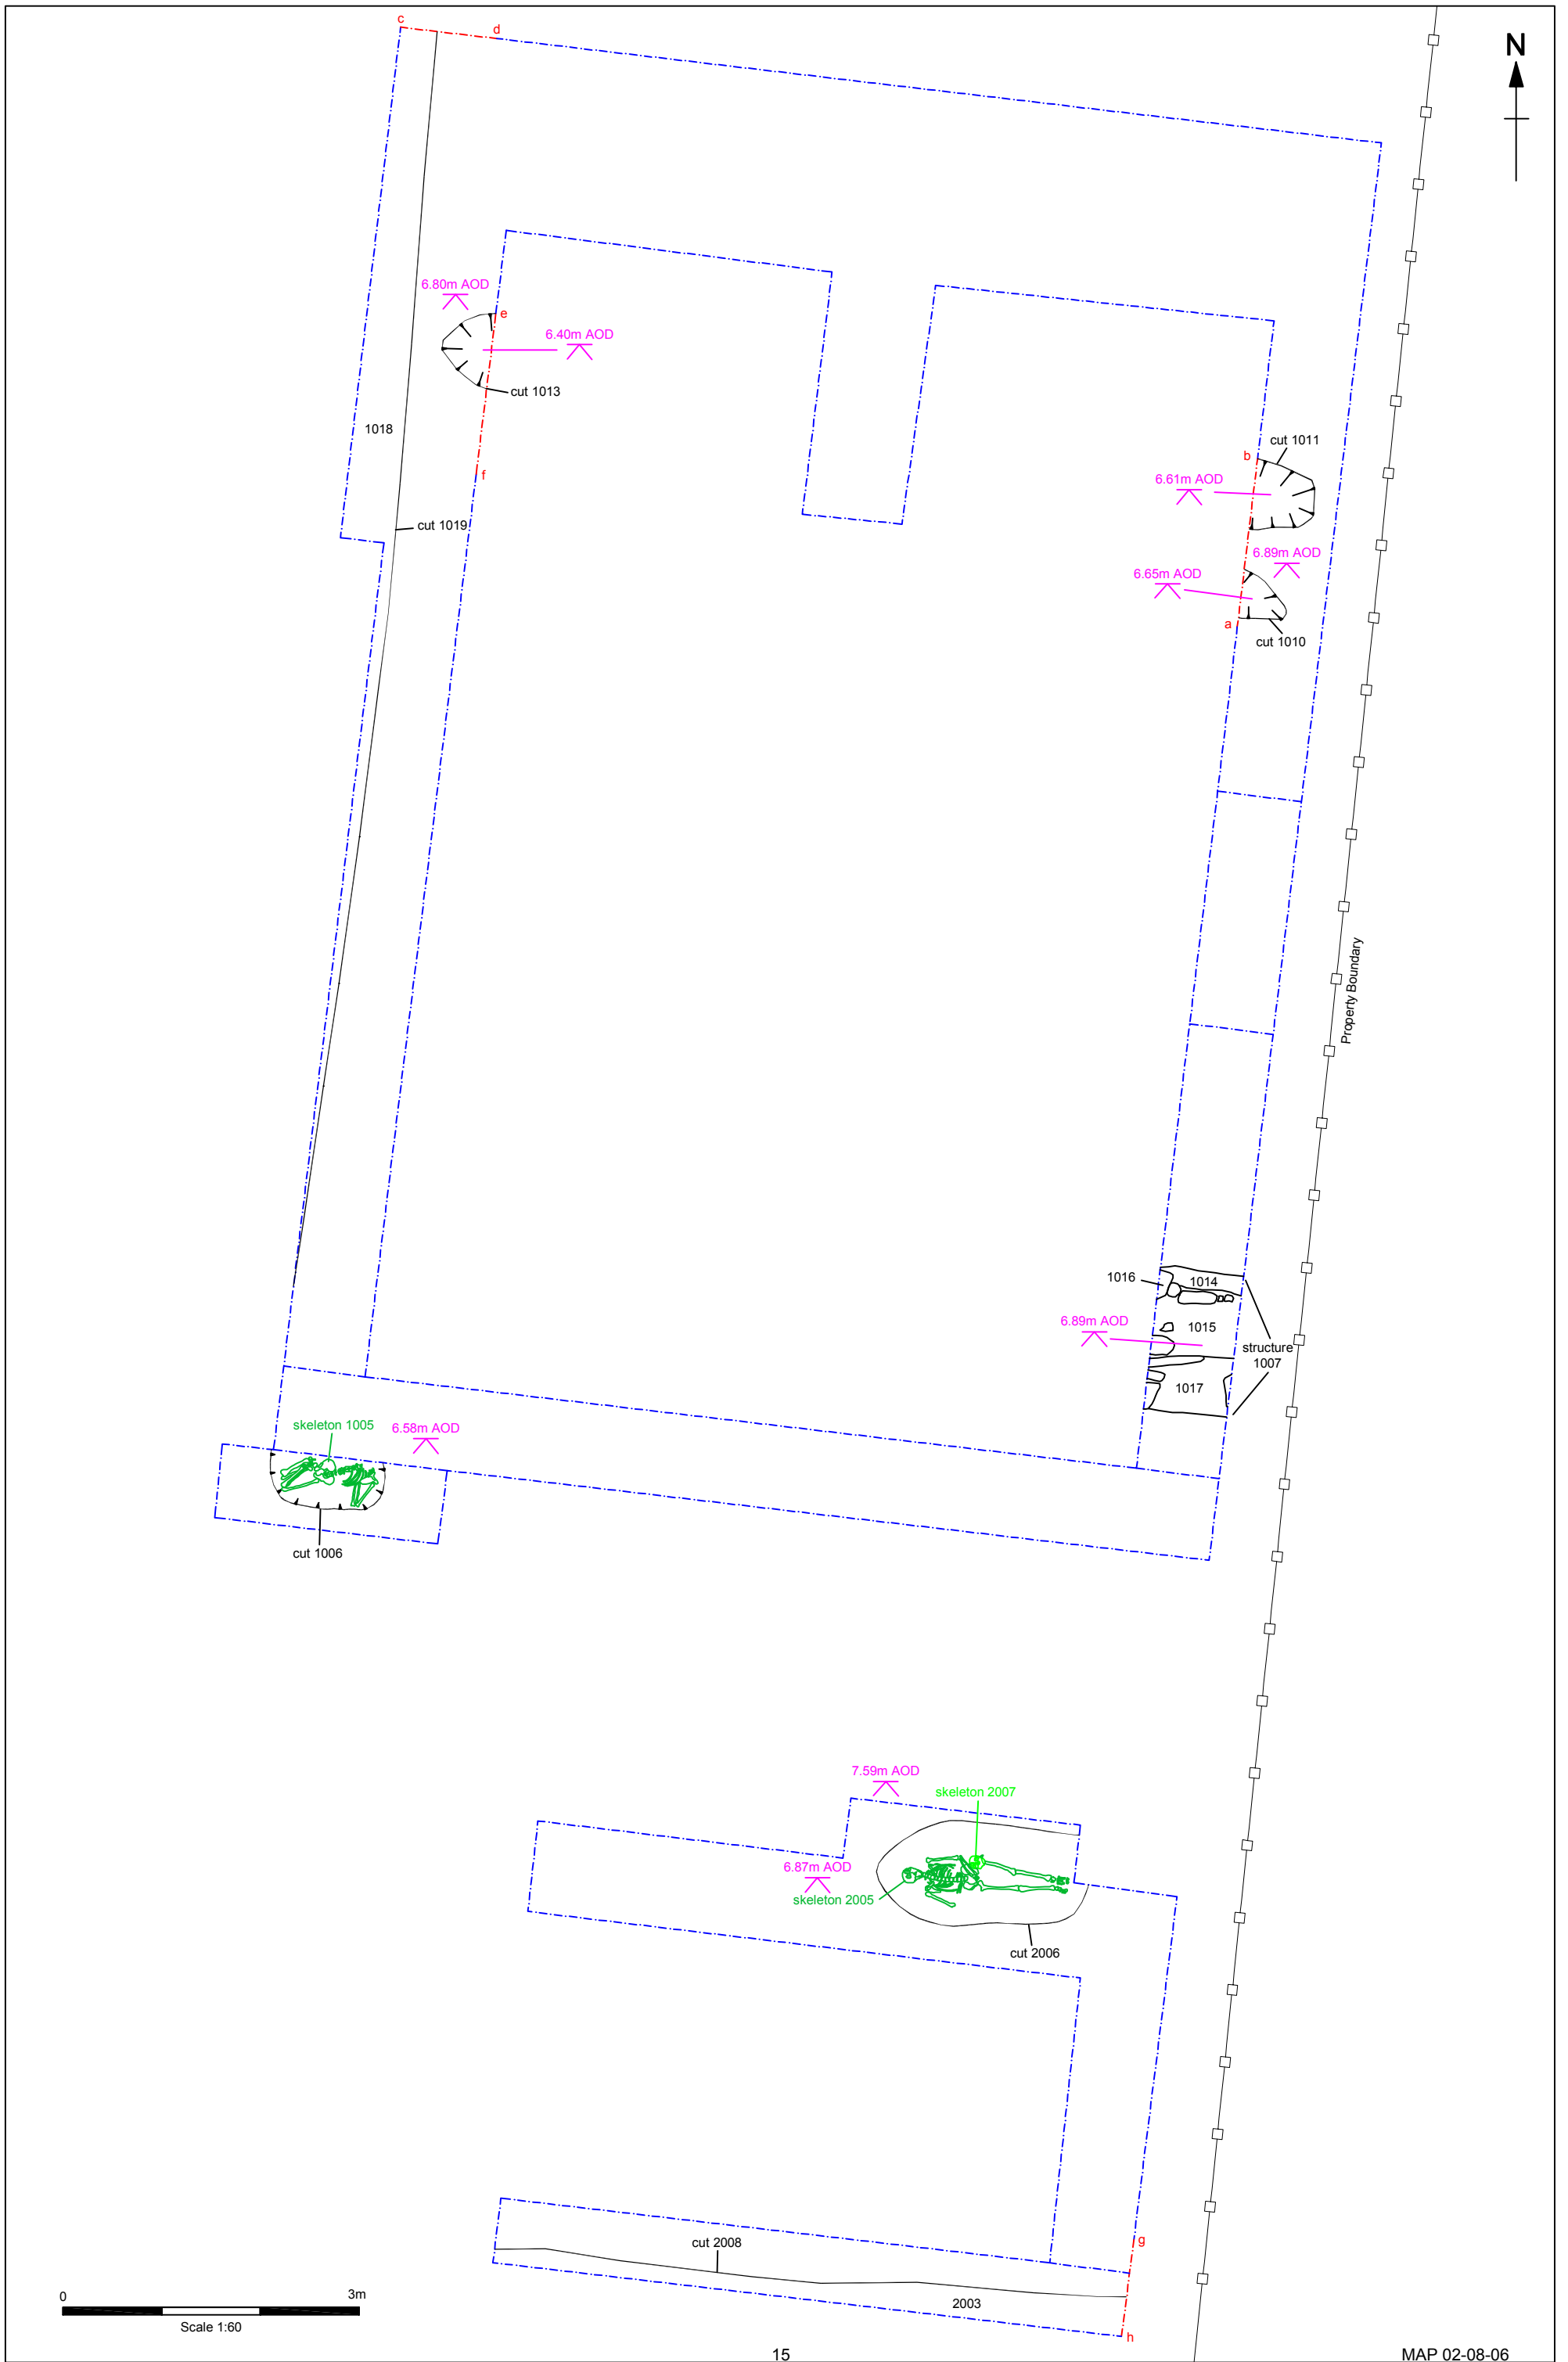 c
d
N
6.80m AOD
e
6.40m AOD
cut 1013
1018
cut 1011
b
6.61m AOD
f
cut 1019
6.89m AOD
6.65m AOD
a
cut 1010
Property Boundary
1016
1014
6.89m AOD
1015
structure
1007
1017
skeleton 1005
6.58m AOD
cut 1006
7.59m AOD
skeleton 2007
6.87m AOD
skeleton 2005
cut 2006
g
cut 2008
0
3m
2003
Scale 1:60
h
15
MAP 02-08-06